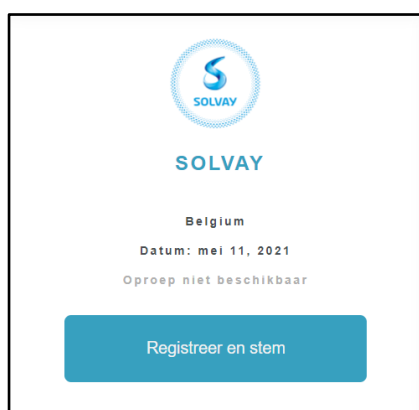 SOLVAY
SOLVAY
Belgium
Datum: mei 11, 2021
Oproep niet beschikbaar
Registreer en stem